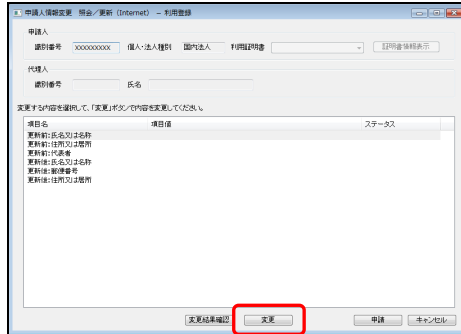 申請人情報変更 照会／更新（Internet） － 利用登録
申請人
識別番号 xxxxxxxxx 個人・法人種別 国内法人 利用証明書 証明書情報表示
代理人
識別番号 氏名
変更する内容を選択して、「変更」ボタンで内容を変更してください。
項目名 項目値 ステータス
更新前:氏名又は名称
更新前:住所又は居所
更新前:代表者
更新後:氏名又は名称
更新後:郵便番号
更新後:住所又は居所
変更結果確認 変更 申請 キャンセル